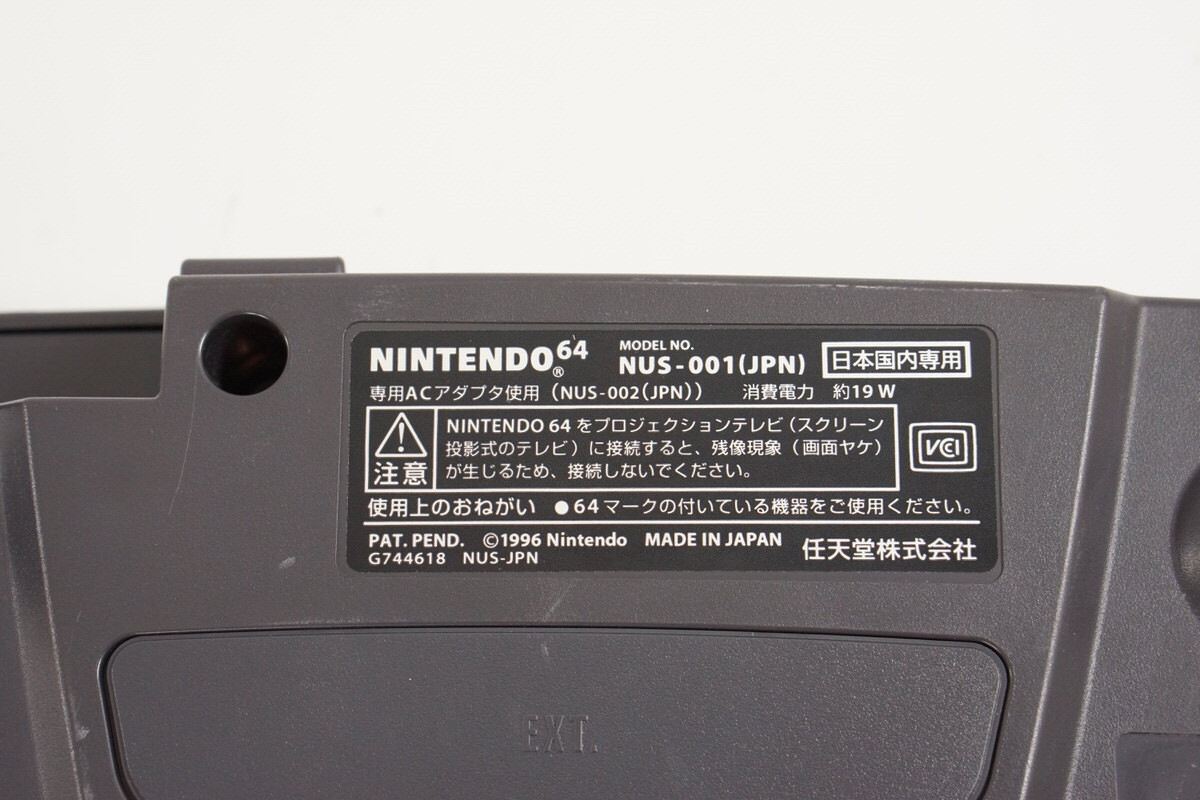 NINTENDO®64 MODEL NO. NUS-001(JPN) 日本国内専用
専用ACアダプタ使用（NUS-002(JPN)） 消費電力 約19W
注意
NINTENDO 64 をプロジェクションテレビ（スクリーン
投影式のテレビ）に接続すると、残像現象（画面ヤケ）
が生じるため、接続しないでください。
VCCI
使用上のおねがい ●64マークの付いている機器をご使用ください。
PAT. PEND. ©1996 Nintendo MADE IN JAPAN 任天堂株式会社
G744618 NUS-JPN
EXT.